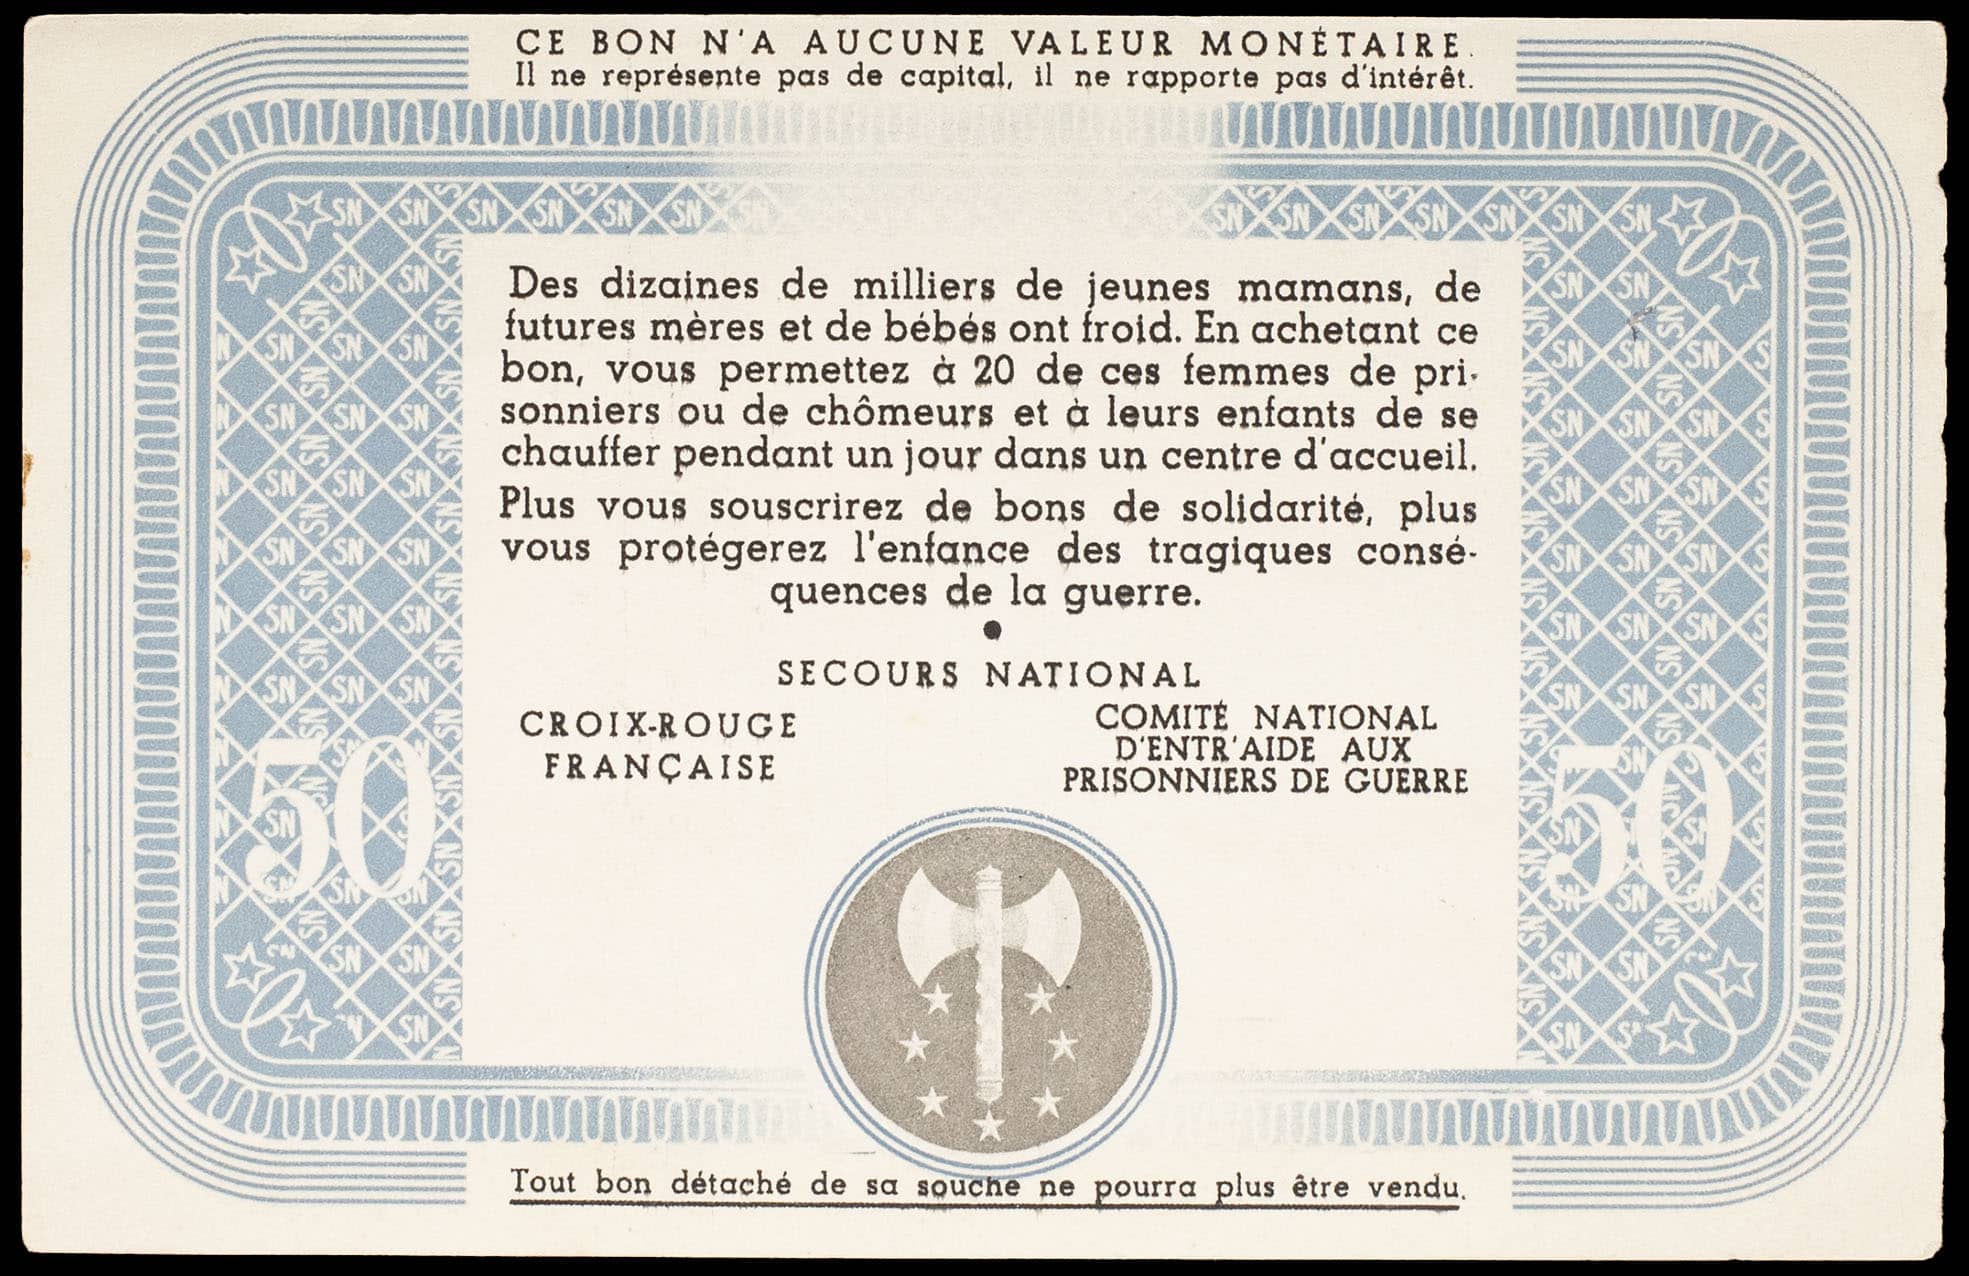 CE BON N'A AUCUNE VALEUR MONÉTAIRE.
Il ne représente pas de capital, il ne rapporte pas d'intérêt.
Des dizaines de milliers de jeunes mamans, de
futures mères et de bébés ont froid. En achetant ce
bon, vous permettez à 20 de ces femmes de pri-
sonniers ou de chômeurs et à leurs enfants de se
chauffer pendant un jour dans un centre d'accueil.
Plus vous souscrirez de bons de solidarité, plus
vous protégerez l'enfance des tragiques consé-
quences de la guerre.
SECOURS NATIONAL
CROIX-ROUGE
FRANÇAISE
COMITÉ NATIONAL
D'ENTR'AIDE AUX
PRISONNIERS DE GUERRE
50
50
Tout bon détaché de sa souche ne pourra plus être vendu.